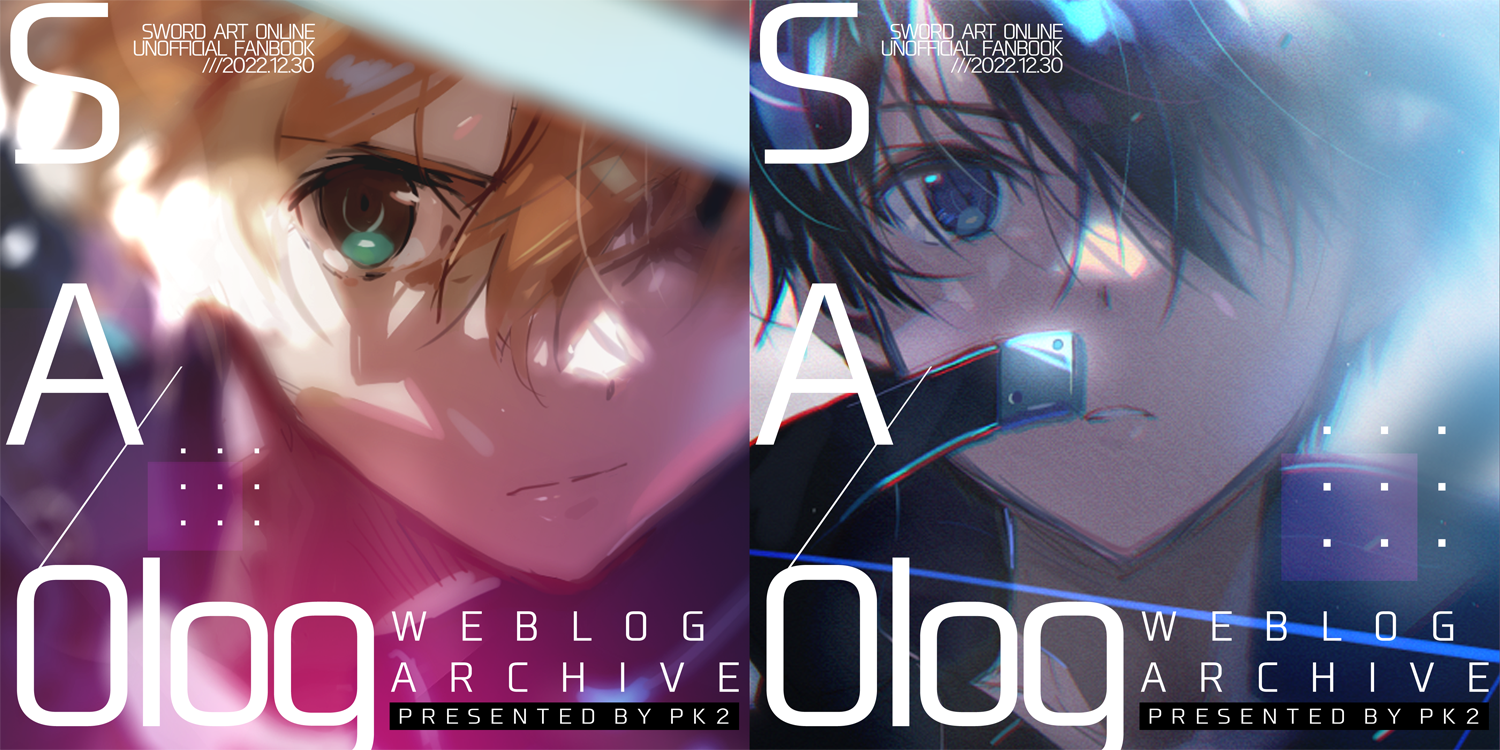 S
A
Olog
SWORD ART ONLINE
UNOFFICIAL FANBOOK
///2022.12.30
WEBLOG
ARCHIVE
PRESENTED BY PK2
S
A
Olog
SWORD ART ONLINE
UNOFFICIAL FANBOOK
///2022.12.30
WEBLOG
ARCHIVE
PRESENTED BY PK2